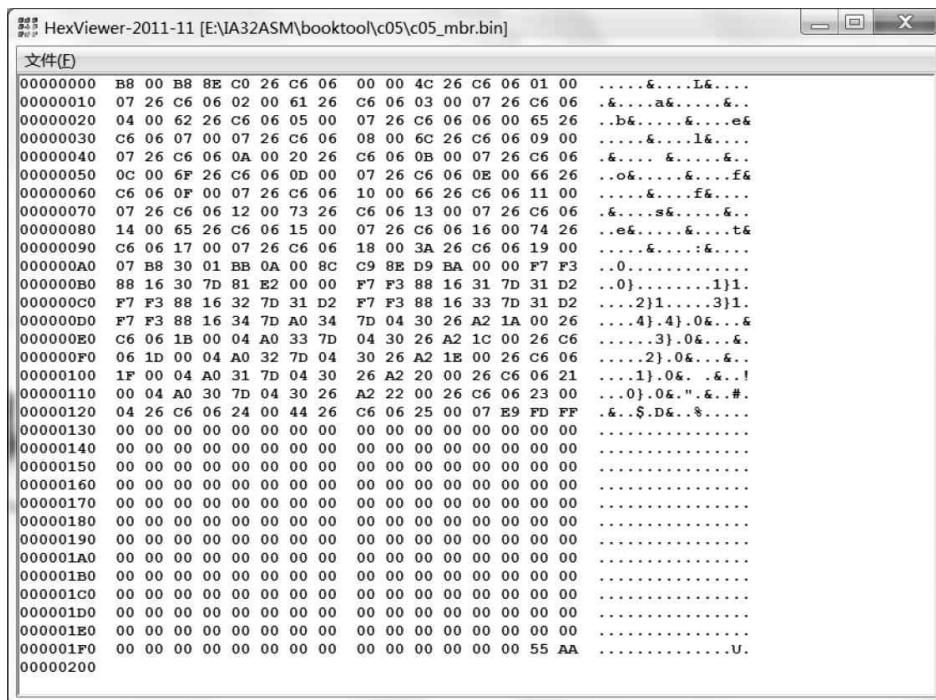 HexViewer-2011-11 [E:\IA32ASM\booktool\c05\c05_mbr.bin]
文件(F)
00000000 B8 00 B8 8E C0 26 C6 06 00 00 4C 26 C6 06 01 00 .....&....L&....
00000010 07 26 C6 06 02 00 61 26 C6 06 03 00 07 26 C6 06 .&....a&.....&..
00000020 04 00 62 26 C6 06 05 00 07 26 C6 06 06 00 65 26 ..b&.....&....e&
00000030 C6 06 07 00 07 26 C6 06 08 00 6C 26 C6 06 09 00 .....&....l&....
00000040 07 26 C6 06 0A 00 20 26 C6 06 0B 00 07 26 C6 06 .&.... &.....&..
00000050 0C 00 6F 26 C6 06 0D 00 07 26 C6 06 0E 00 66 26 ..o&.....&....f&
00000060 C6 06 0F 00 07 26 C6 06 10 00 66 26 C6 06 11 00 .....&....f&....
00000070 07 26 C6 06 12 00 73 26 C6 06 13 00 07 26 C6 06 .&....s&.....&..
00000080 14 00 65 26 C6 06 15 00 07 26 C6 06 16 00 74 26 ..e&.....&....t&
00000090 C6 06 17 00 07 26 C6 06 18 00 3A 26 C6 06 19 00 .....&....:&....
000000A0 07 B8 30 01 BB 0A 00 8C C9 8E D9 BA 00 00 F7 F3 ..0.............
000000B0 88 16 30 7D 81 E2 00 00 F7 F3 88 16 31 7D 31 D2 ..0}........1}1.
000000C0 F7 F3 88 16 32 7D 31 D2 F7 F3 88 16 33 7D 31 D2 ....2}1.....3}1.
000000D0 F7 F3 88 16 34 7D A0 34 7D 04 30 26 A2 1A 00 26 ....4}.4}.0&...&
000000E0 C6 06 1B 00 04 A0 33 7D 04 30 26 A2 1C 00 26 C6 ......3}.0&...&.
000000F0 06 1D 00 04 A0 32 7D 04 30 26 A2 1E 00 26 C6 06 .....2}.0&...&..
00000100 1F 00 04 A0 31 7D 04 30 26 A2 20 00 26 C6 06 21 ....1}.0&. .&..!
00000110 00 04 A0 30 7D 04 30 26 A2 22 00 26 C6 06 23 00 ...0}.0&.".&..#.
00000120 04 26 C6 06 24 00 44 26 C6 06 25 00 07 E9 FD FF .&..$.D&..%.....
00000130 00 00 00 00 00 00 00 00 00 00 00 00 00 00 00 00 ................
00000140 00 00 00 00 00 00 00 00 00 00 00 00 00 00 00 00 ................
00000150 00 00 00 00 00 00 00 00 00 00 00 00 00 00 00 00 ................
00000160 00 00 00 00 00 00 00 00 00 00 00 00 00 00 00 00 ................
00000170 00 00 00 00 00 00 00 00 00 00 00 00 00 00 00 00 ................
00000180 00 00 00 00 00 00 00 00 00 00 00 00 00 00 00 00 ................
00000190 00 00 00 00 00 00 00 00 00 00 00 00 00 00 00 00 ................
000001A0 00 00 00 00 00 00 00 00 00 00 00 00 00 00 00 00 ................
000001B0 00 00 00 00 00 00 00 00 00 00 00 00 00 00 00 00 ................
000001C0 00 00 00 00 00 00 00 00 00 00 00 00 00 00 00 00 ................
000001D0 00 00 00 00 00 00 00 00 00 00 00 00 00 00 00 00 ................
000001E0 00 00 00 00 00 00 00 00 00 00 00 00 00 00 00 00 ................
000001F0 00 00 00 00 00 00 00 00 00 00 00 00 00 00 55 AA ..............U.
00000200